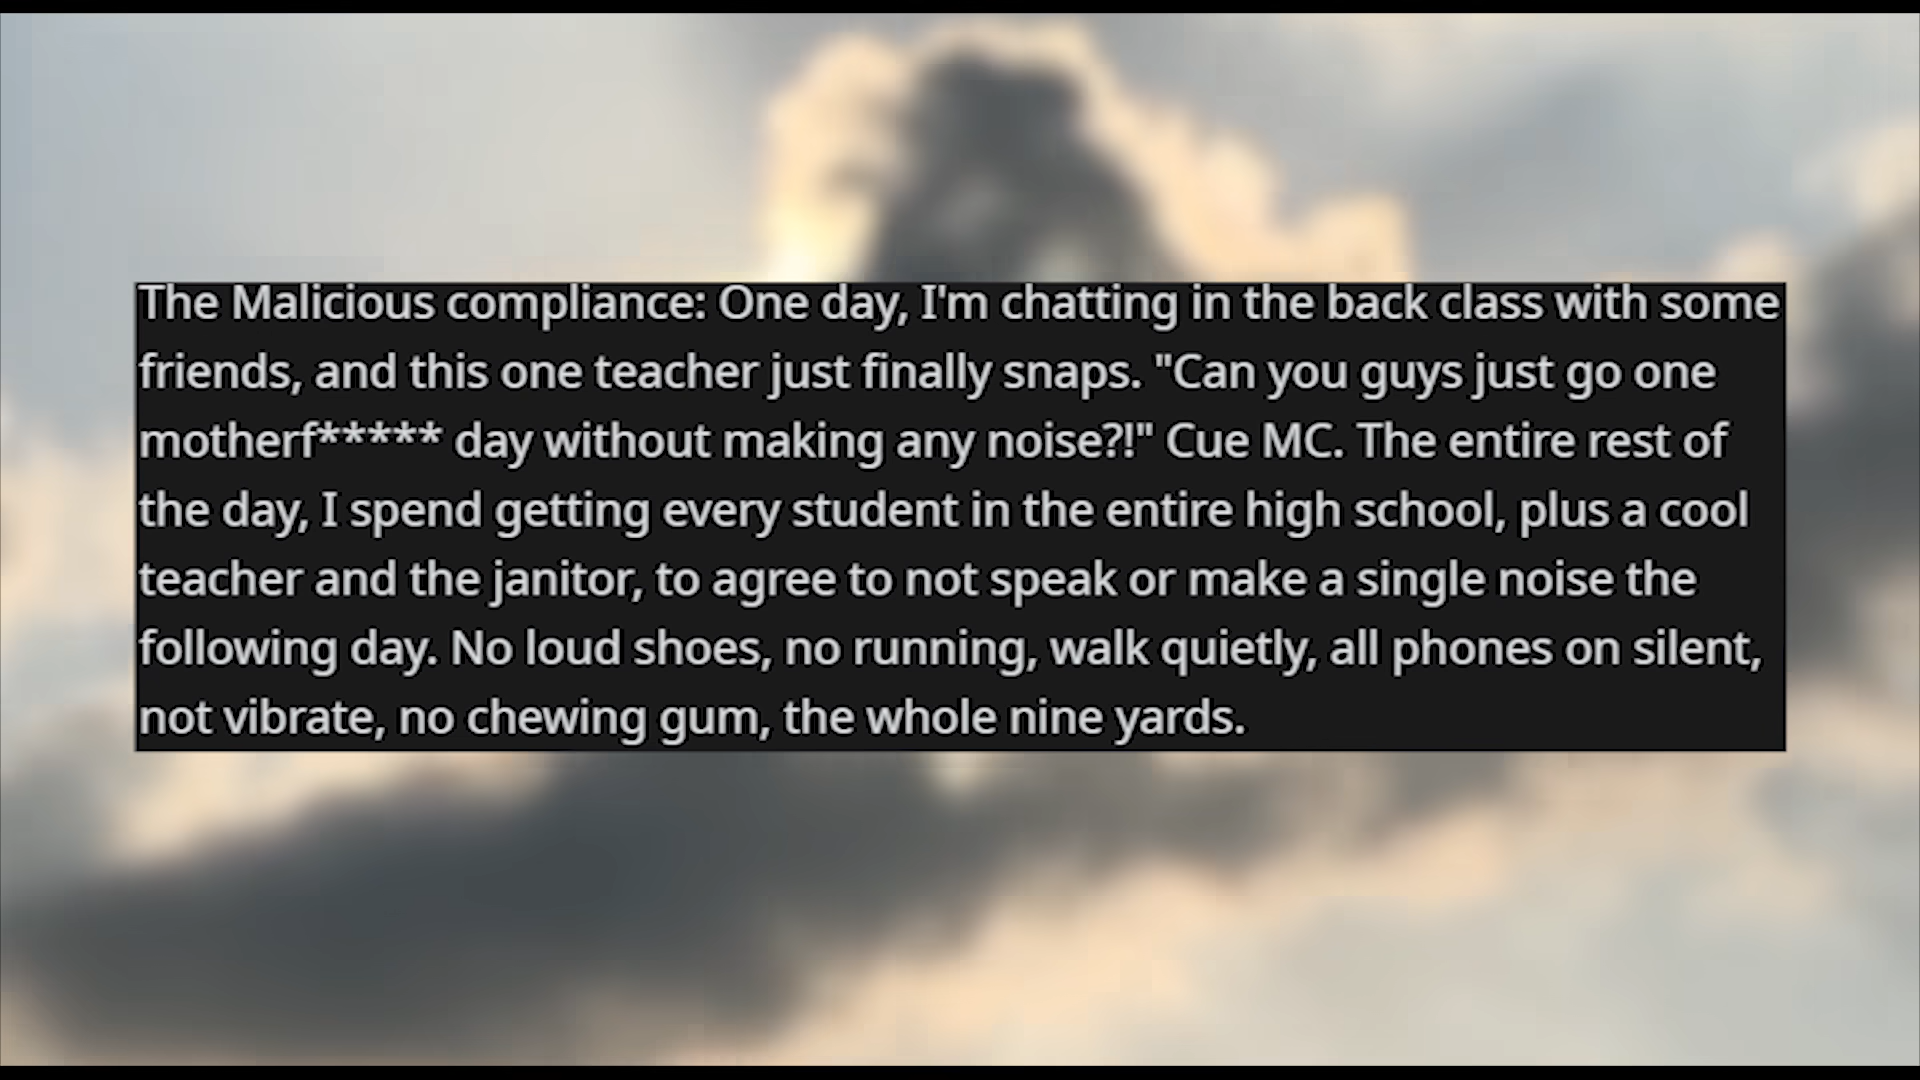 The Malicious compliance: One day, I'm chatting in the back class with some
friends, and this one teacher just finally snaps. "Can you guys just go one
motherf***** day without making any noise?!" Cue MC. The entire rest of
the day, I spend getting every student in the entire high school, plus a cool
teacher and the janitor, to agree to not speak or make a single noise the
following day. No loud shoes, no running, walk quietly, all phones on silent,
not vibrate, no chewing gum, the whole nine yards.